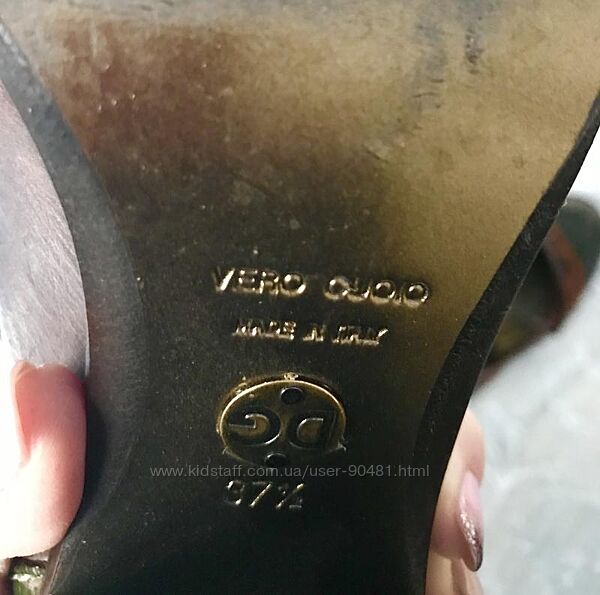 VERO CUOIO
MADE IN ITALY
DG
www.kidstaff.com.ua/user-90481.html
37½